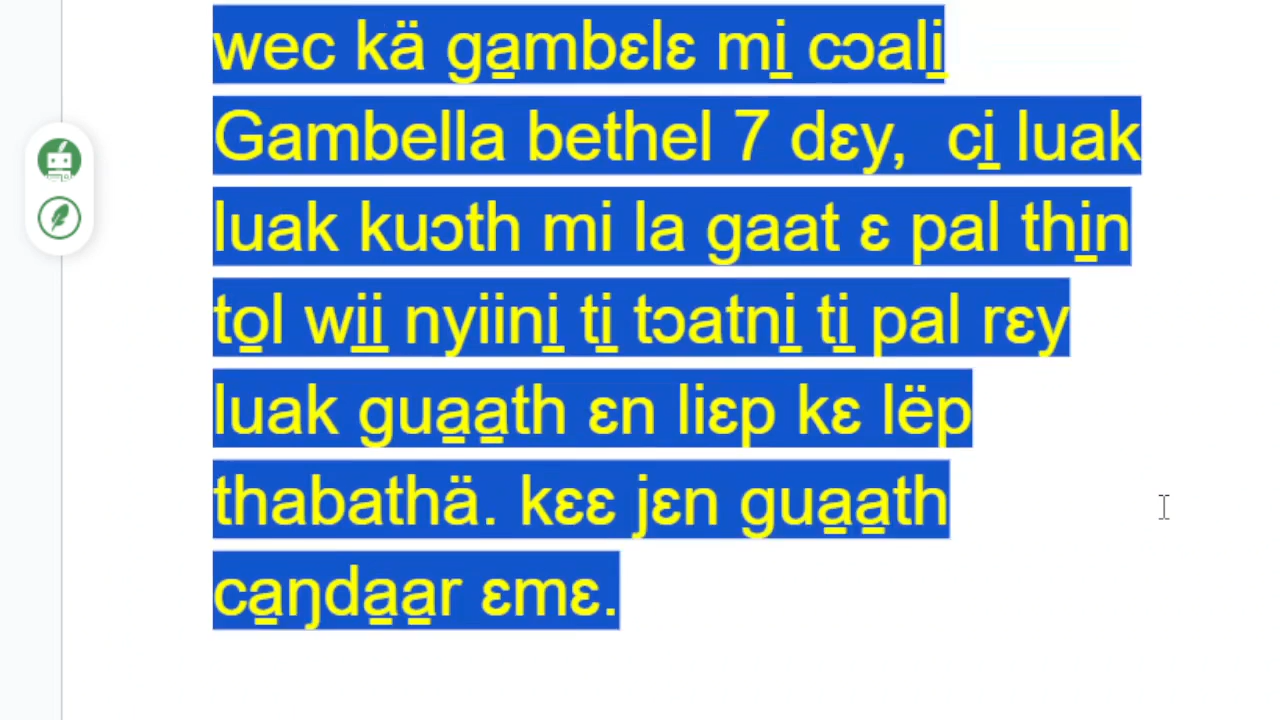 wec kä ga̱mbɛlɛ mi̱ cɔali̱
Gambella bethel 7 dɛy,  ci̱ luak
luak kuɔth mi la gaat ɛ pal thi̱n
to̱l wi̱i̱ nyiini̱ ti̱ tɔatni̱ ti̱ pal rɛy
luak gua̱a̱th ɛn liɛp kɛ lëp
thabathä. kɛɛ jɛn gua̱a̱th
ca̱ŋda̱a̱r ɛmɛ.